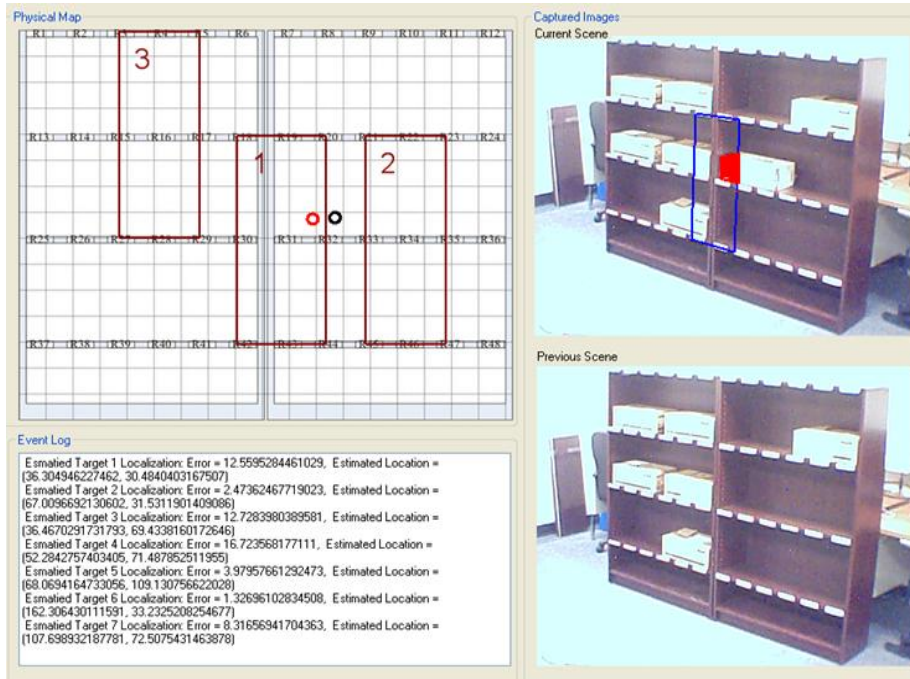 Physical Map
R1 R2 R3 R4 R5 R6 R7 R8 R9 R10 R11 R12
3
R13 R14 R15 R16 R17 R18 R19 R20 R21 R22 R23 R24
1 2
R25 R26 R27 R28 R29 R30 R31 R32 R33 R34 R35 R36
R37 R38 R39 R40 R41 R42 R43 R44 R45 R46 R47 R48
Event Log
Esmatied Target 1 Localization: Error = 12.5595284461029, Estimated Location =
(36.304946227462, 30.4840403167507)
Esmatied Target 2 Localization: Error = 2.47362467719023, Estimated Location =
(67.0096692130602, 31.5311901409086)
Esmatied Target 3 Localization: Error = 12.7283980389581, Estimated Location =
(36.4670291731793, 69.4338160172646)
Esmatied Target 4 Localization: Error = 16.723568177111, Estimated Location =
(52.2842757403405, 71.487852511955)
Esmatied Target 5 Localization: Error = 3.97957661292473, Estimated Location =
(68.0694164733056, 109.130756622028)
Esmatied Target 6 Localization: Error = 1.32696102834508, Estimated Location =
(162.306430111591, 33.2325208254677)
Esmatied Target 7 Localization: Error = 8.31656941704363, Estimated Location =
(107.698932187781, 72.5075431463878)
Captured Images
Current Scene
Previous Scene